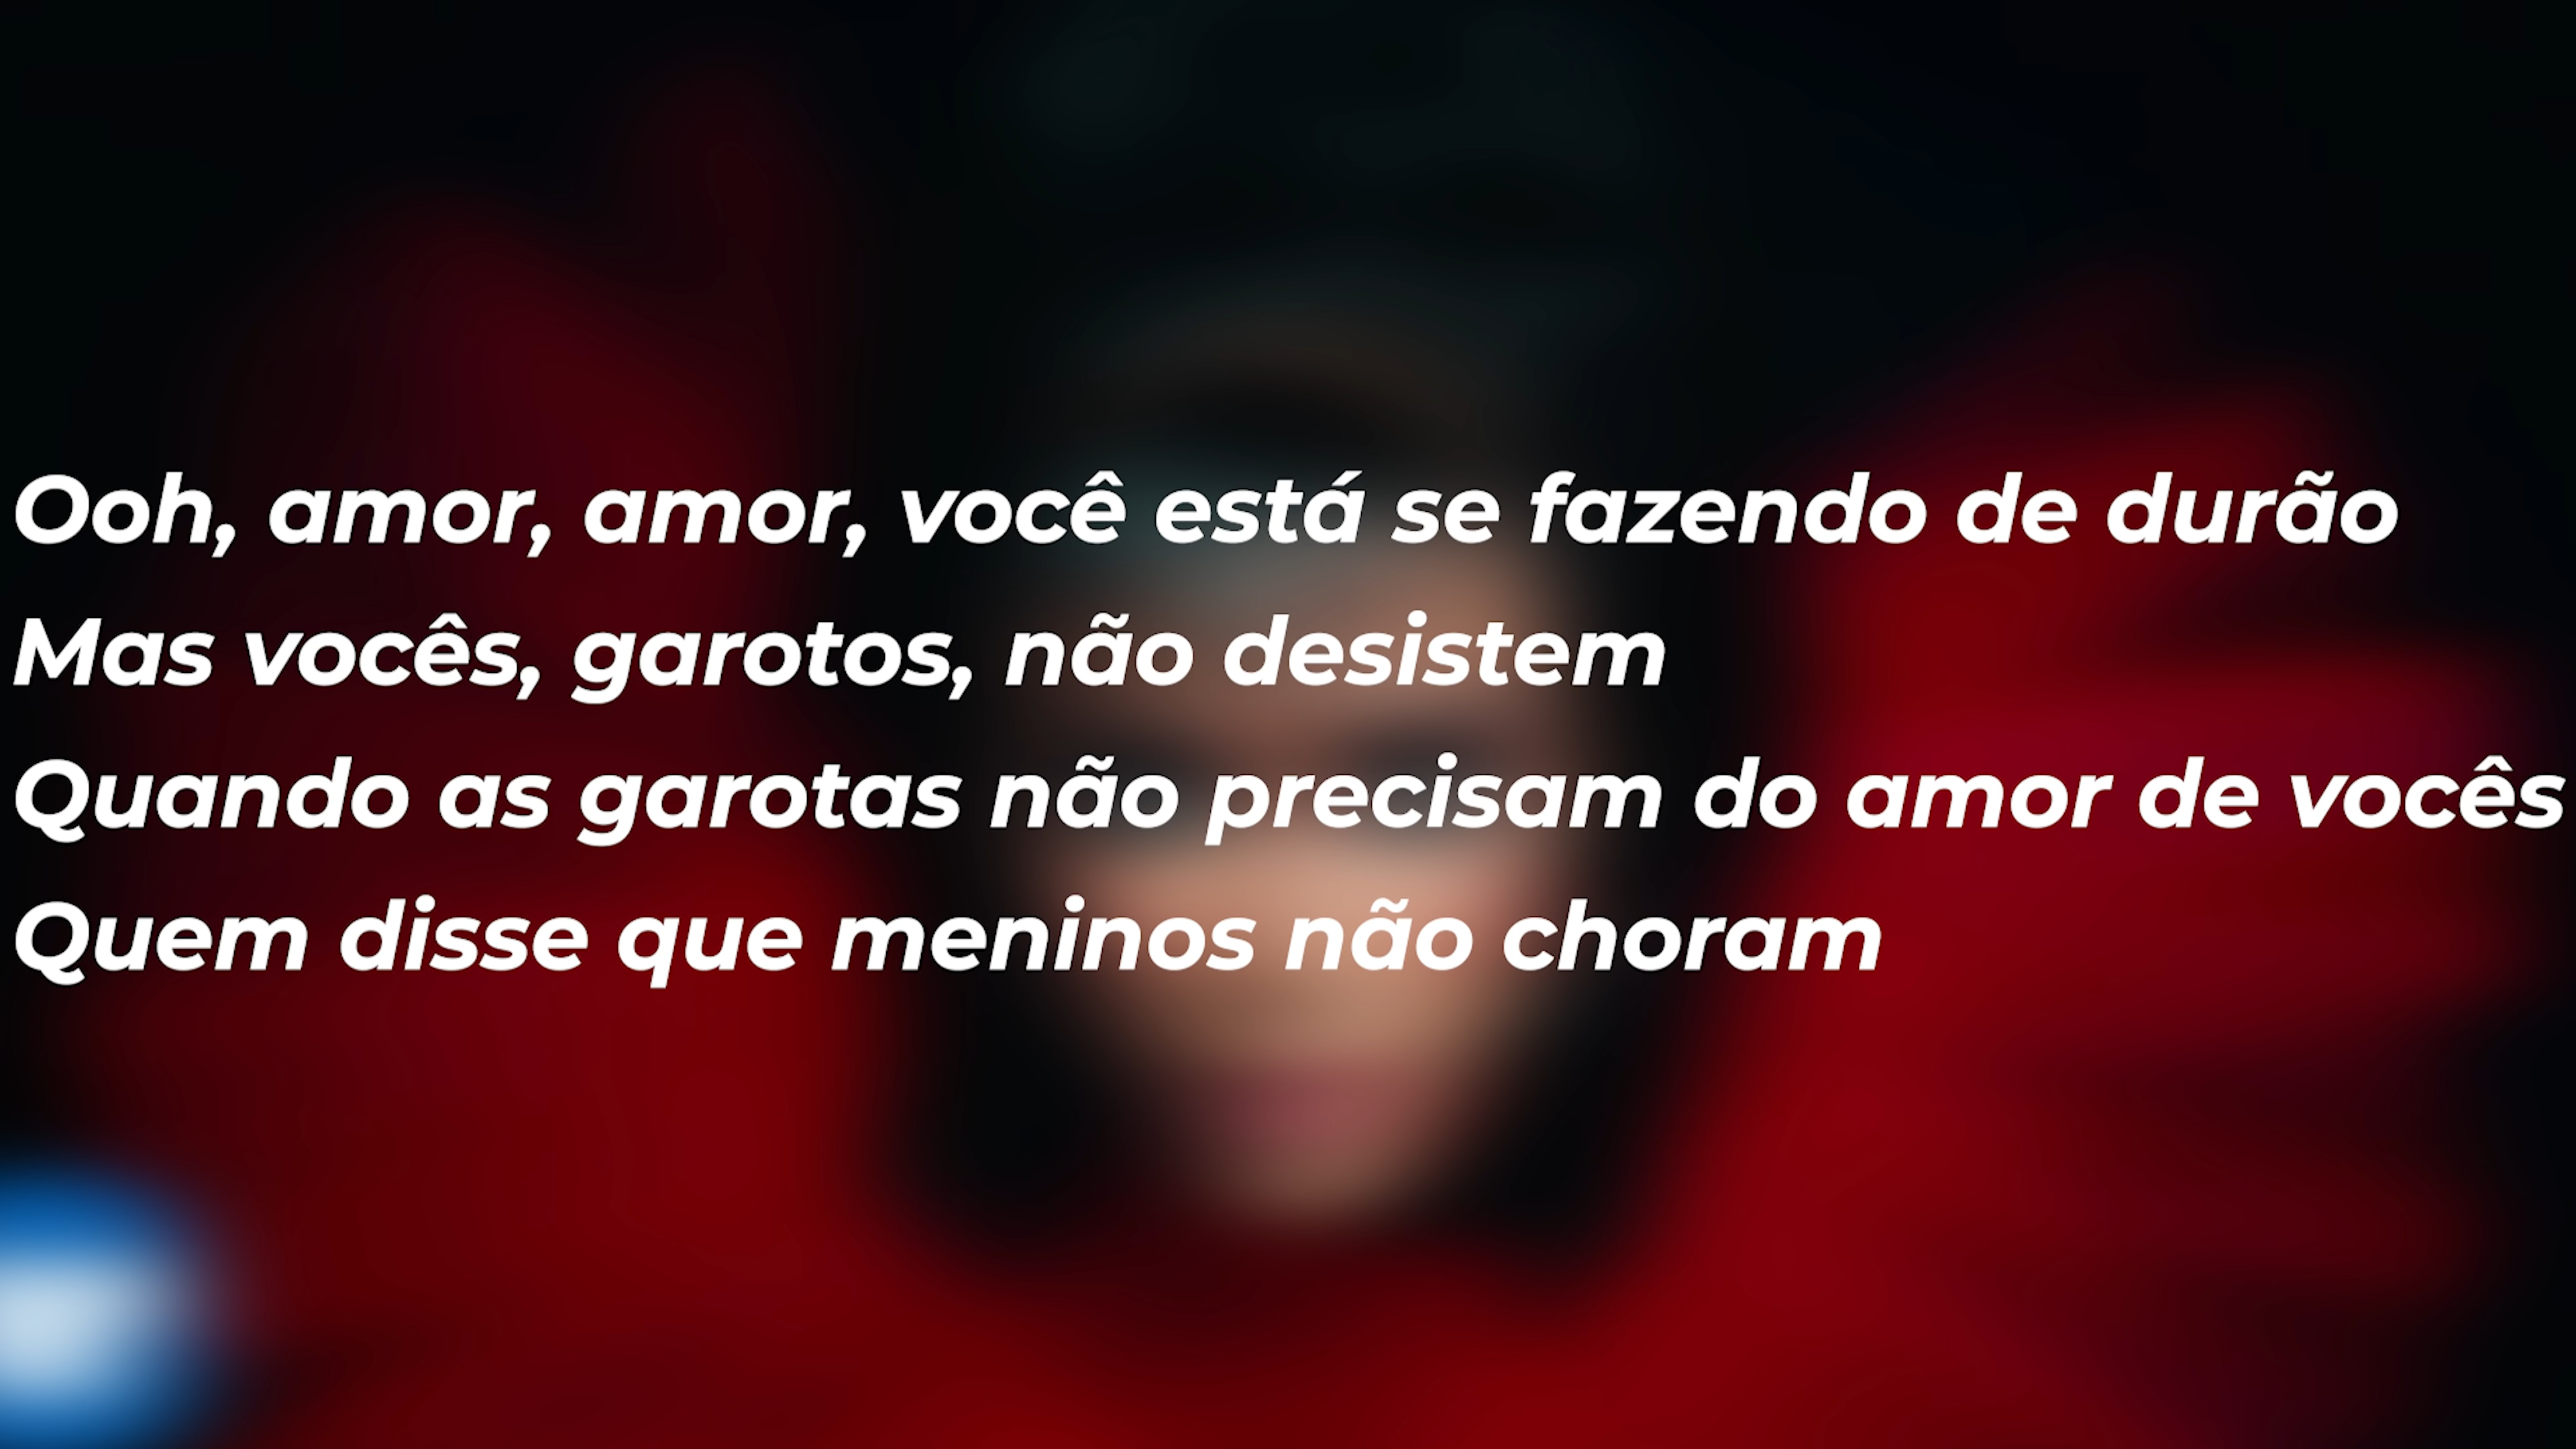 Ooh, amor, amor, você está se fazendo de durão
Mas vocês, garotos, não desistem
Quando as garotas não precisam do amor de vocês
Quem disse que meninos não choram